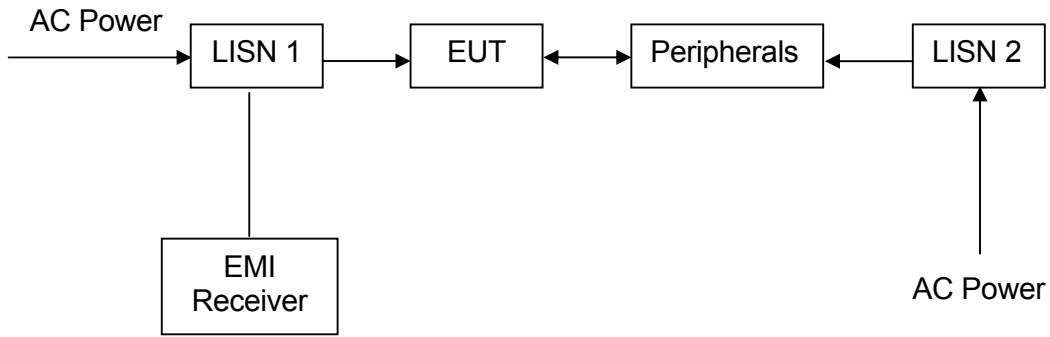 AC Power
LISN 1
EUT
Peripherals
LISN 2
EMI
Receiver
AC Power